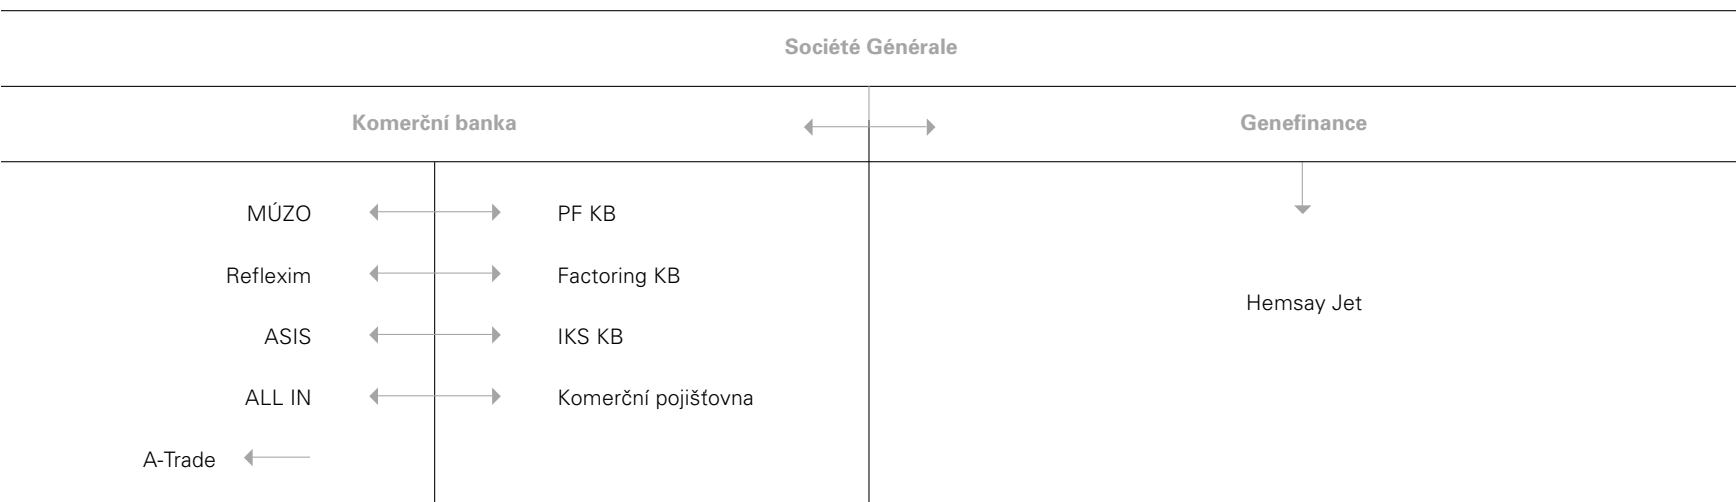 Société Générale
Komerční banka
Genefinance
MÚZO
PF KB
Reflexim
Factoring KB
Hemsay Jet
ASIS
IKS KB
ALL IN
Komerční pojišťovna
A-Trade